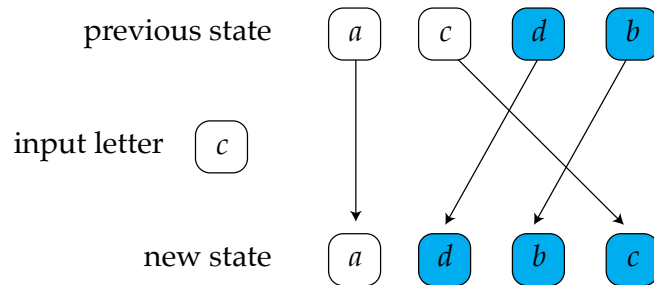 previous state a c d b
input letter c
new state a d b c